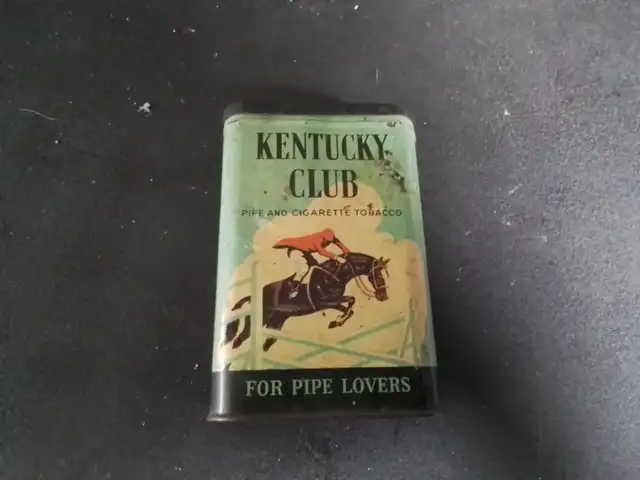 KENTUCKY
CLUB
PIPE AND CIGARETTE TOBACCO
FOR PIPE LOVERS